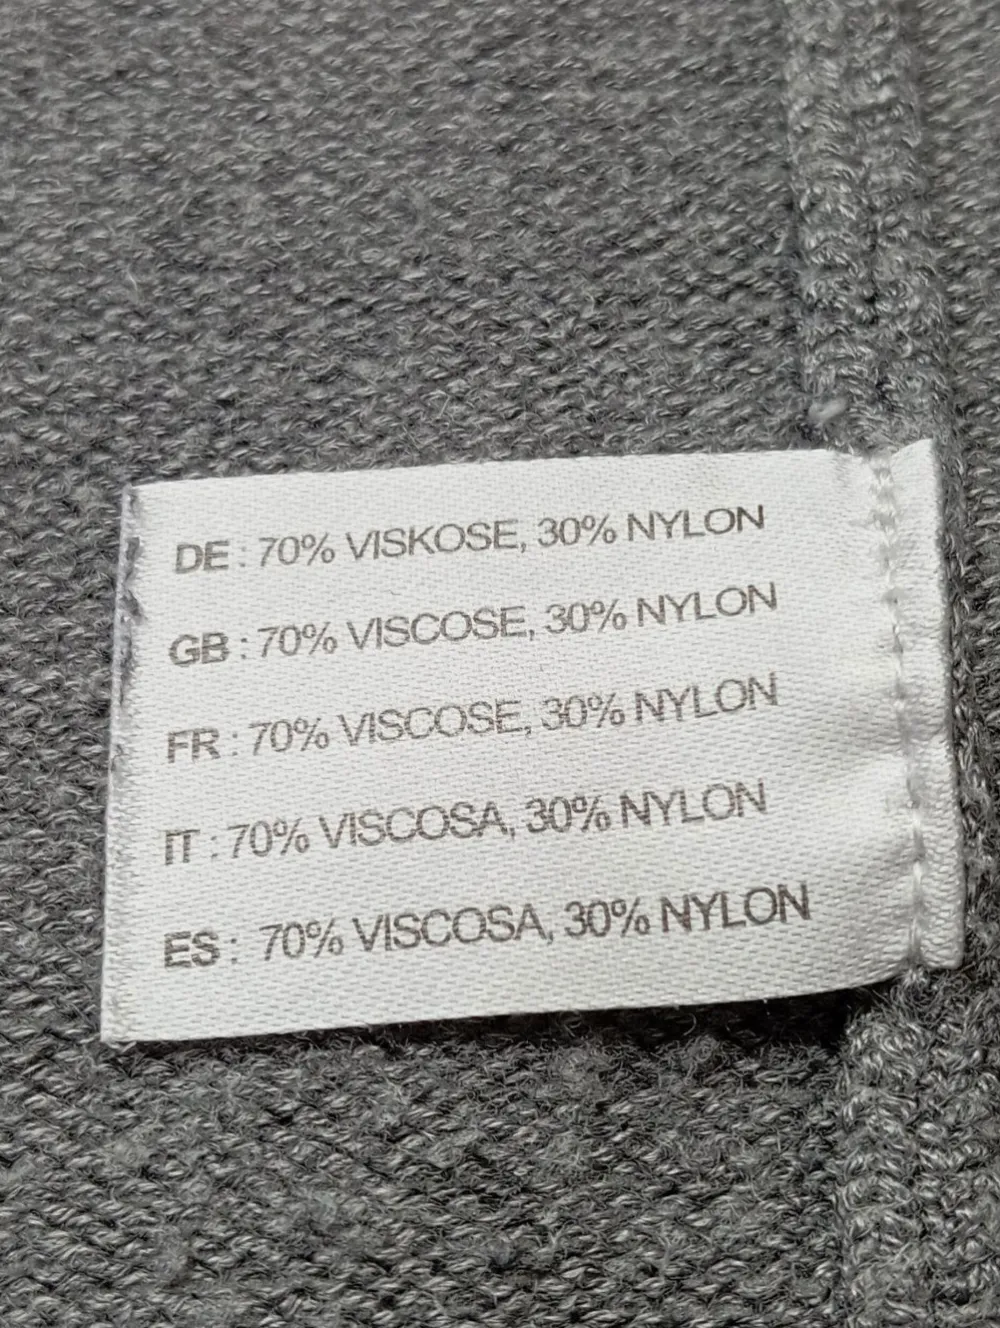 DE : 70% VISKOSE, 30% NYLON
GB : 70% VISCOSE, 30% NYLON
FR : 70% VISCOSE, 30% NYLON
IT : 70% VISCOSA, 30% NYLON
ES : 70% VISCOSA, 30% NYLON